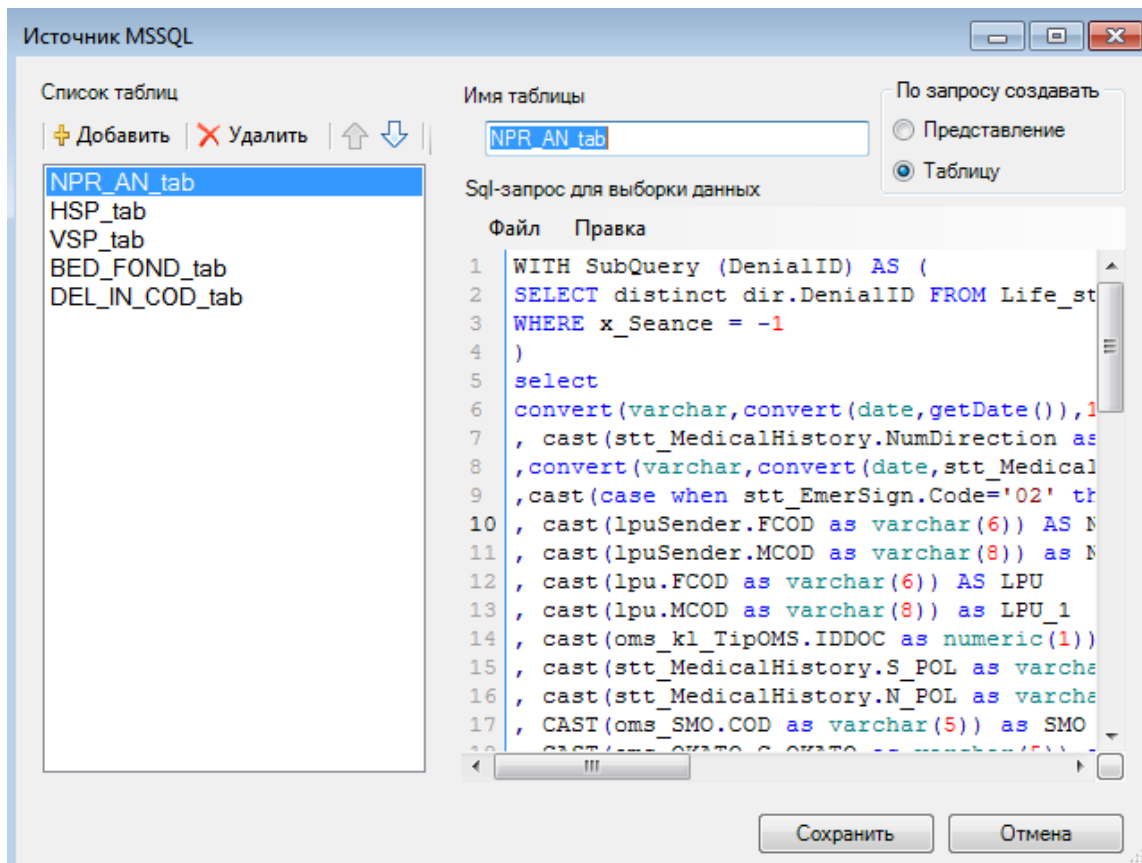 Источник MSSQL
Список таблиц
Добавить Удалить
NPR_AN_tab
HSP_tab
VSP_tab
BED_FOND_tab
DEL_IN_COD_tab
Имя таблицы
NPR_AN_tab
По запросу создавать
Представление
Таблицу
Sql-запрос для выборки данных
Файл Правка
1 WITH SubQuery (DenialID) AS (
2 SELECT distinct dir.DenialID FROM Life_st
3 WHERE x_Seance = -1
4 )
5 select
6 convert(varchar,convert(date,getDate()),1
7 , cast(stt_MedicalHistory.NumDirection as
8 ,convert(varchar,convert(date,stt_Medical
9 ,cast(case when stt_EmerSign.Code='02' th
10 , cast(lpuSender.FCOD as varchar(6)) AS N
11 , cast(lpuSender.MCOD as varchar(8)) as N
12 , cast(lpu.FCOD as varchar(6)) AS LPU
13 , cast(lpu.MCOD as varchar(8)) as LPU_1
14 , cast(oms_kl_TipOMS.IDDOC as numeric(1))
15 , cast(stt_MedicalHistory.S_POL as varcha
16 , cast(stt_MedicalHistory.N_POL as varcha
17 , CAST(oms_SMO.COD as varchar(5)) as SMO
Сохранить Отмена